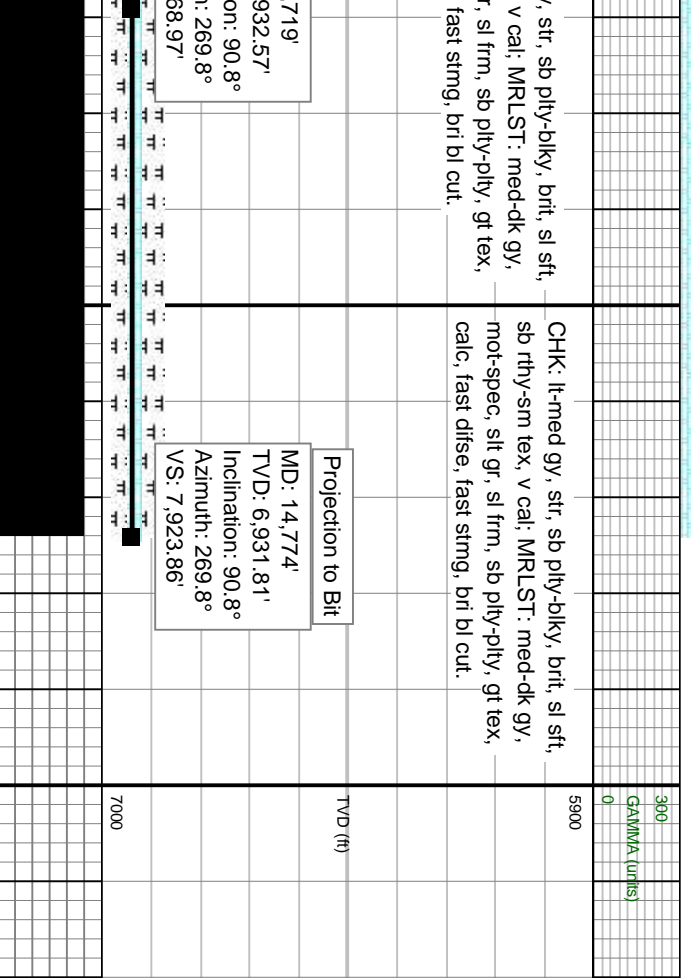 , str, sb plty-blky, brit, sl sft,
v cal; MRLST: med-dk gy,
sl frm, sb plty-plty, gt tex,
fast stmg, bri bl cut.
,719'
932.57'
on: 90.8°
: 269.8°
68.97'
CHK: lt-med gy, str, sb plty-blky, brit, sl sft,
sb rthy-sm tex, v cal; MRLST: med-dk gy,
mot-spec, slt gr, sl frm, sb plty-plty, gt tex,
calc, fast difse, fast stmg, bri bl cut.
Projection to Bit
MD: 14,774'
TVD: 6,931.81'
Inclination: 90.8°
Azimuth: 269.8°
VS: 7,923.86'
300
GAMMA (units)
0
5900
TVD (ft)
7000